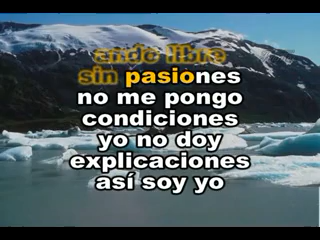 ando libre
sin pasiones
no me pongo
condiciones
yo no doy
explicaciones
así soy yo